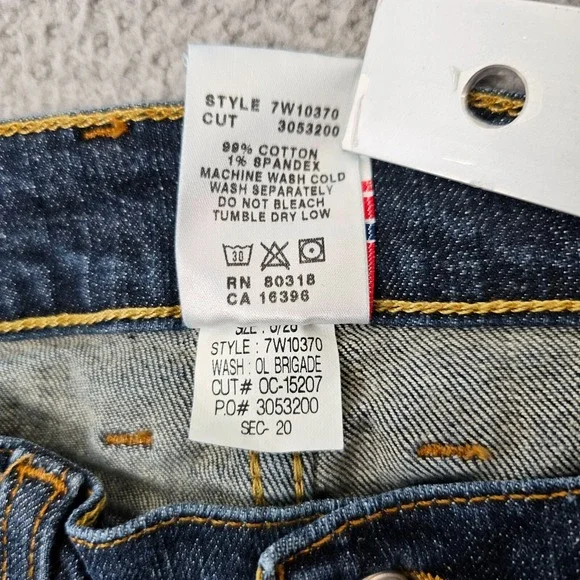 STYLE 7W10370
CUT 3053200
99% COTTON
1% SPANDEX
MACHINE WASH COLD
WASH SEPARATELY
DO NOT BLEACH
TUMBLE DRY LOW
30
RN 80318
CA 16396
STYLE : 7W10370
WASH : OL BRIGADE
CUT# OC-15207
P.O# 3053200
SEC- 20